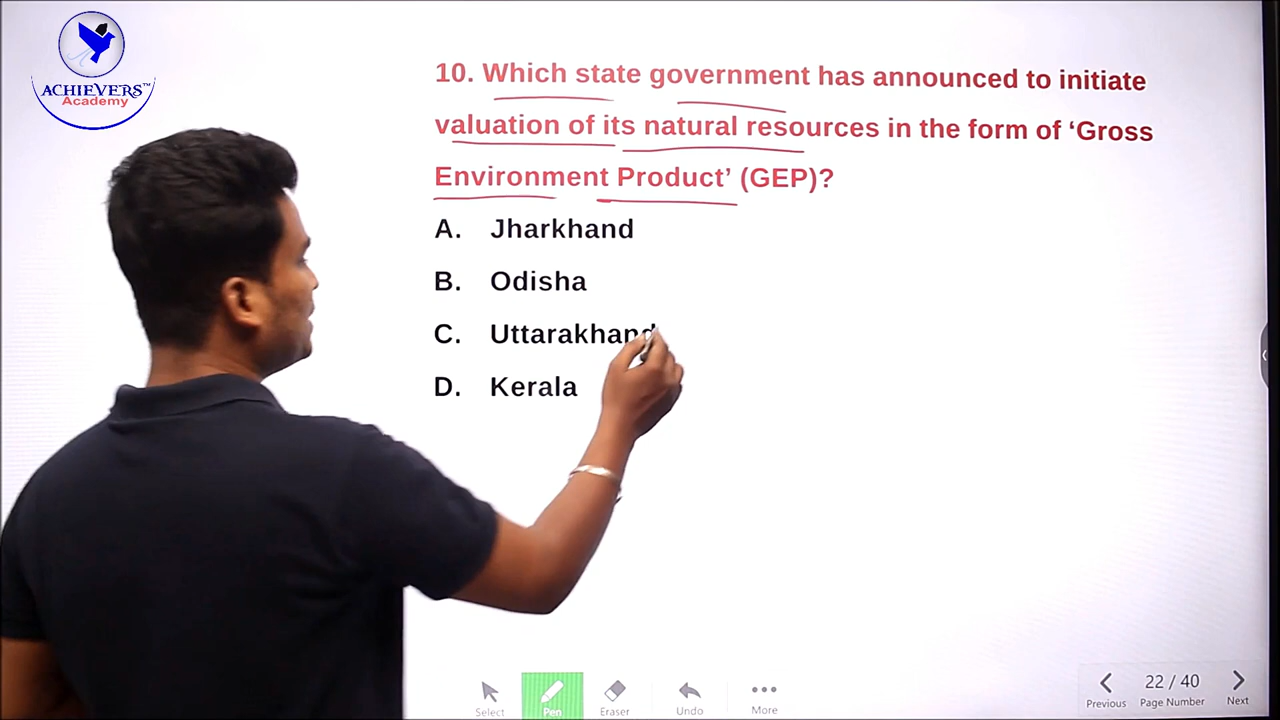 ACHIEVERS™
Academy
10. Which state government has announced to initiate
valuation of its natural resources in the form of ‘Gross
Environment Product’ (GEP)?
A. Jharkhand
B. Odisha
C. Uttarakhand
D. Kerala
Select
Pen
Eraser
Undo
More
Previous
22 / 40
Page Number
Next